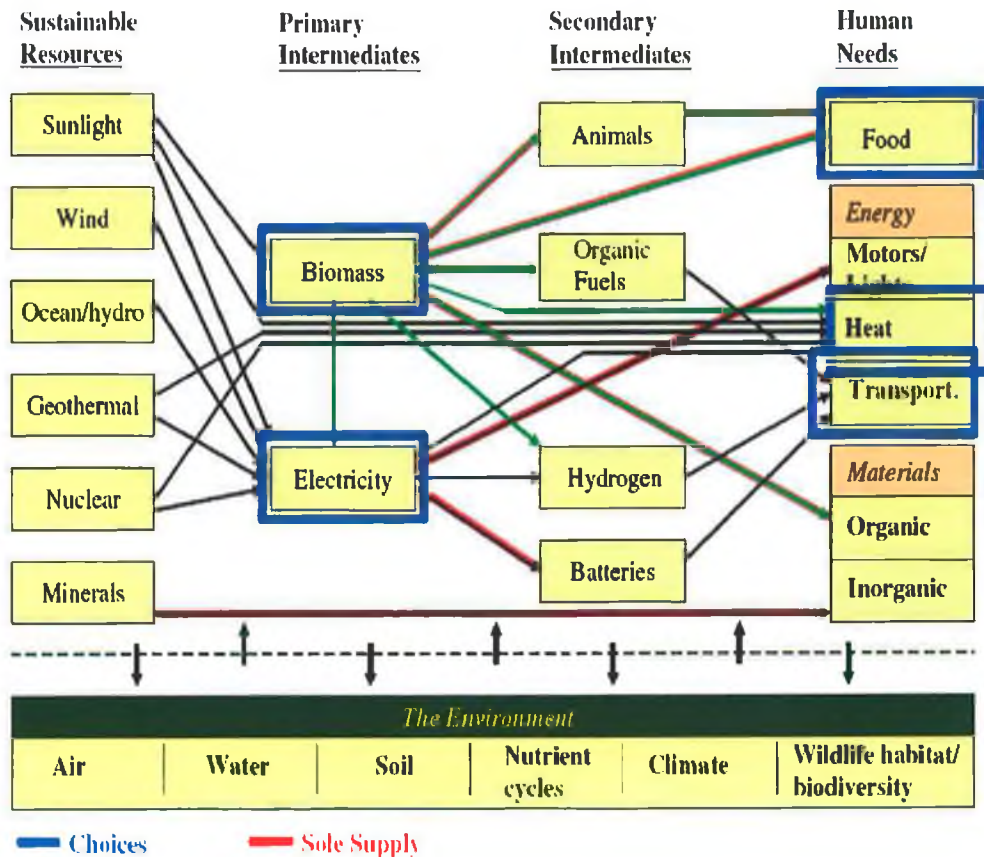 Sustainable
Resources
Primary
Intermediates
Secondary
Intermediates
Human
Needs
Sunlight
Wind
Ocean/hydro
Geothermal
Nuclear
Minerals
Biomass
Electricity
Animals
Organic
Fuels
Hydrogen
Batteries
Food
Energy
Motors/
Lights
Heat
Transport.
Materials
Organic
Inorganic
The Environment
Air
Water
Soil
Nutrient
cycles
Climate
Wildlife habitat/
biodiversity
Choices
Sole Supply